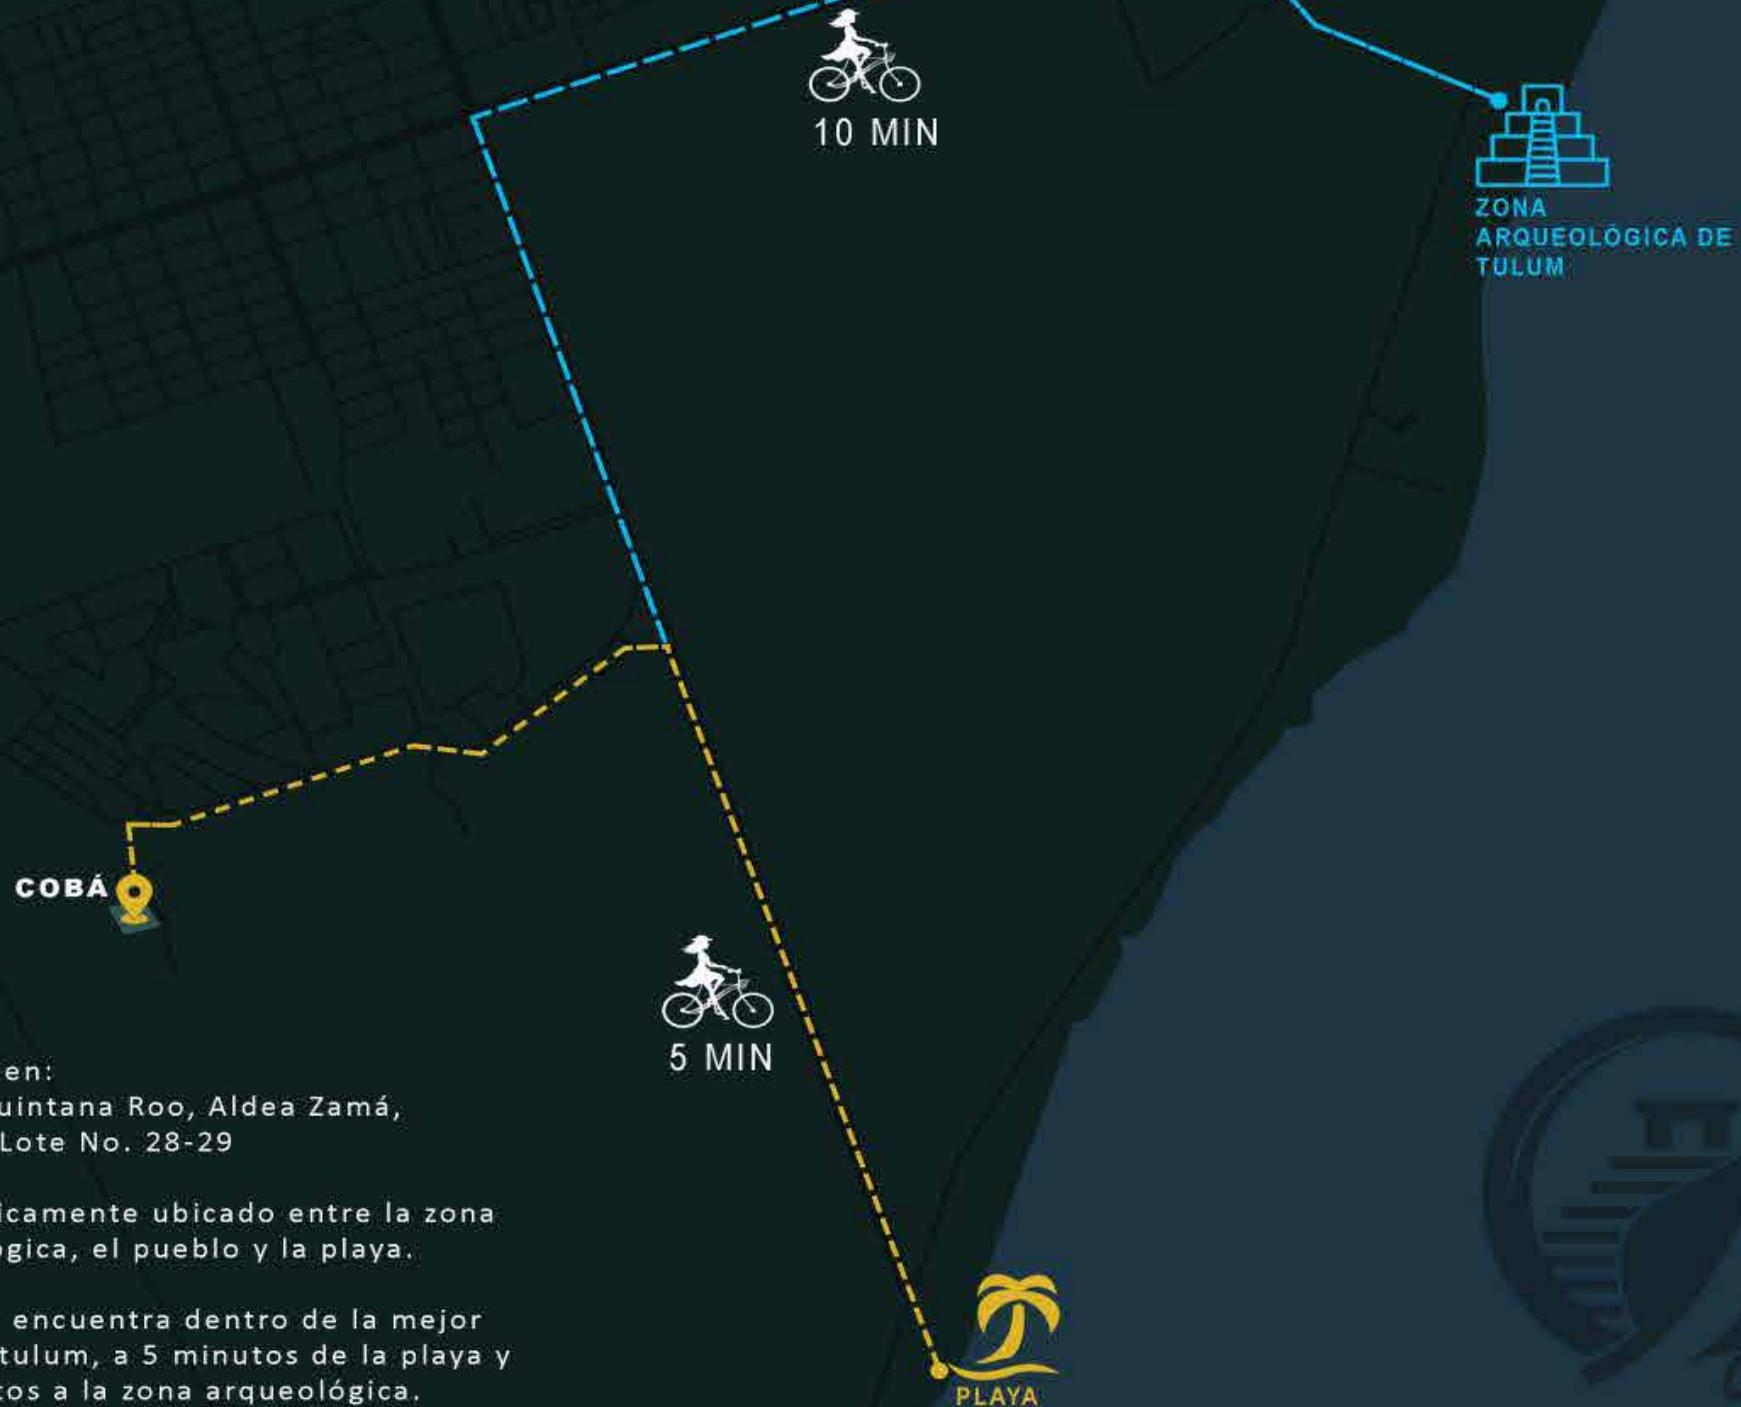 10 MIN
ZONA
ARQUEOLÓGICA DE
TULUM
COBÁ
5 MIN
en:
uintana Roo, Aldea Zamá,
Lote No. 28-29
icamente ubicado entre la zona
ógica, el pueblo y la playa.
encuentra dentro de la mejor
tulum, a 5 minutos de la playa y
tos a la zona arqueológica.
PLAYA